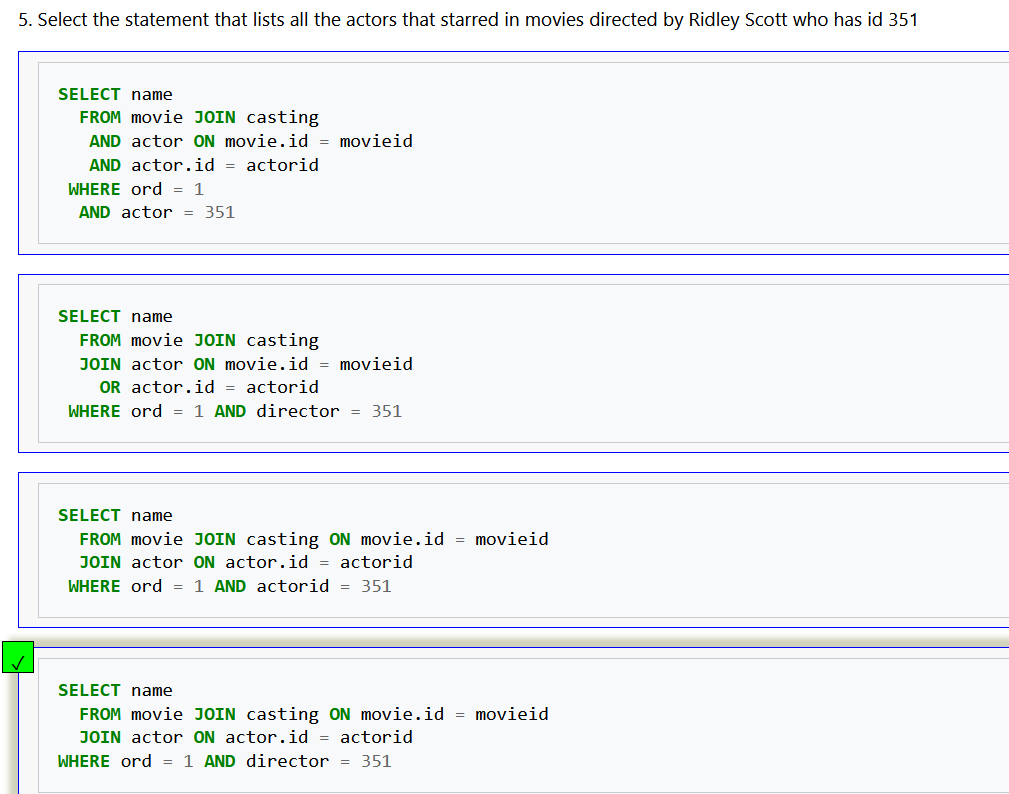 5. Select the statement that lists all the actors that starred in movies directed by Ridley Scott who has id 351
SELECT name
FROM movie JOIN casting
AND actor ON movie.id = movieid
AND actor.id = actorid
WHERE ord = 1
AND actor = 351
SELECT name
FROM movie JOIN casting
JOIN actor ON movie.id = movieid
OR actor.id = actorid
WHERE ord = 1 AND director = 351
SELECT name
FROM movie JOIN casting ON movie.id = movieid
JOIN actor ON actor.id = actorid
WHERE ord = 1 AND actorid = 351
✓
SELECT name
FROM movie JOIN casting ON movie.id = movieid
JOIN actor ON actor.id = actorid
WHERE ord = 1 AND director = 351